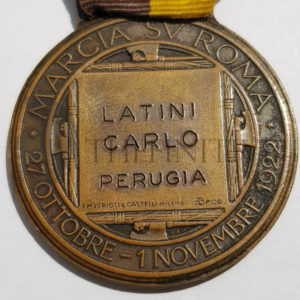 · MARCIA SV ROMA ·
LATINI
CARLO
PERUGIA
27 OTTOBRE – 1 NOVEMBRE 1922